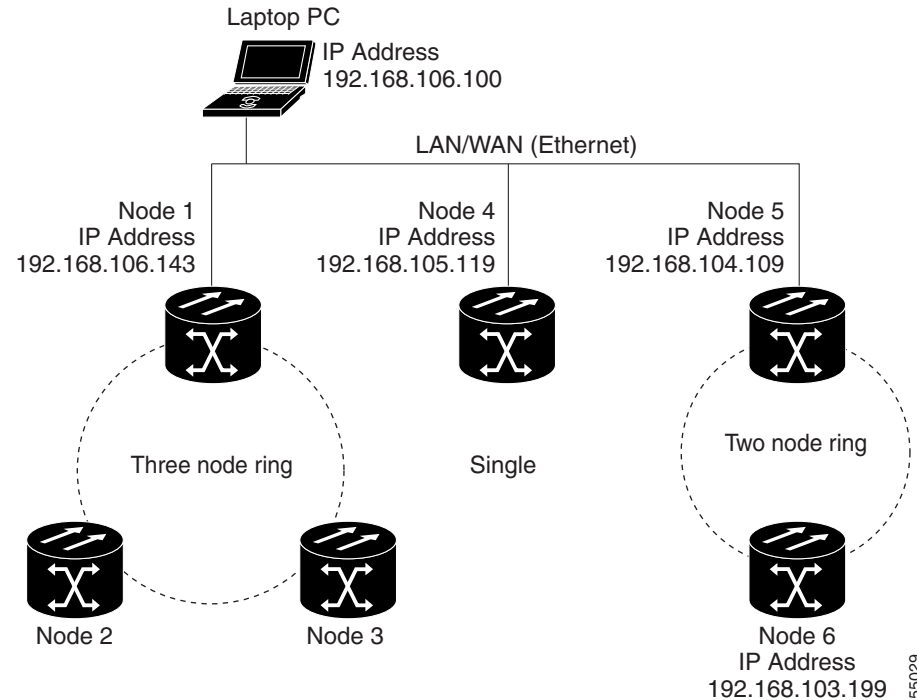 Laptop PC
IP Address
192.168.106.100
LAN/WAN (Ethernet)
Node 1
IP Address
192.168.106.143
Node 4
IP Address
192.168.105.119
Node 5
IP Address
192.168.104.109
Three node ring
Single
Two node ring
Node 2
Node 3
Node 6
IP Address
192.168.103.199
55029